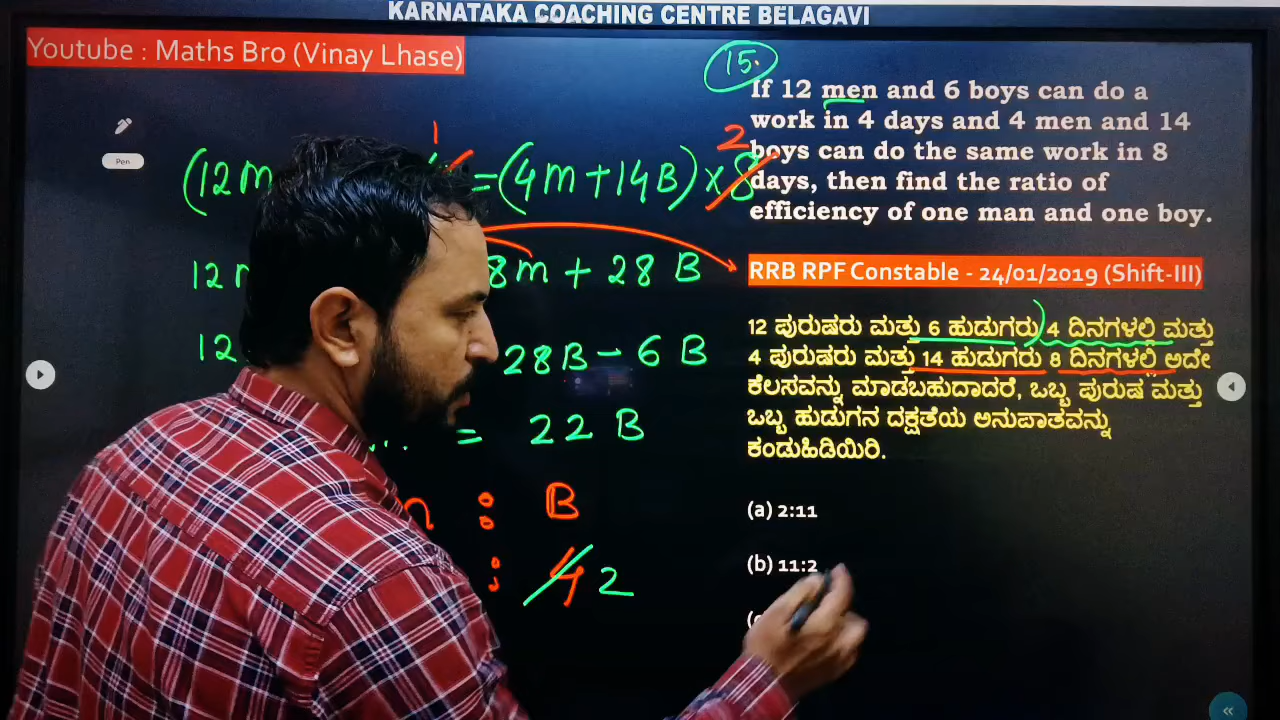 KARNATAKA COACHING CENTRE BELAGAVI
Youtube : Maths Bro (Vinay Lhase)
Pen
15.
If 12 men and 6 boys can do a
work in 4 days and 4 men and 14
boys can do the same work in 8
days, then find the ratio of
efficiency of one man and one boy.
RRB RPF Constable - 24/01/2019 (Shift-III)
12 ಪುರುಷರು ಮತ್ತು 6 ಹುಡುಗರು) 4 ದಿನಗಳಲ್ಲಿ ಮತ್ತು
4 ಪುರುಷರು ಮತ್ತು 14 ಹುಡುಗರು 8 ದಿನಗಳಲ್ಲಿ ಅದೇ
ಕೆಲಸವನ್ನು ಮಾಡಬಹುದಾದರೆ, ಒಬ್ಬ ಪುರುಷ ಮತ್ತು
ಒಬ್ಬ ಹುಡುಗನ ದಕ್ಷತೆಯ ಅನುಪಾತವನ್ನು
ಕಂಡುಹಿಡಿಯಿರಿ.
(a) 2:11
(b) 11:2
1 2
(12m = (4m + 14B) × 8
12 8m + 28 B
12 28B - 6 B
= 22 B
: B
: 4 2